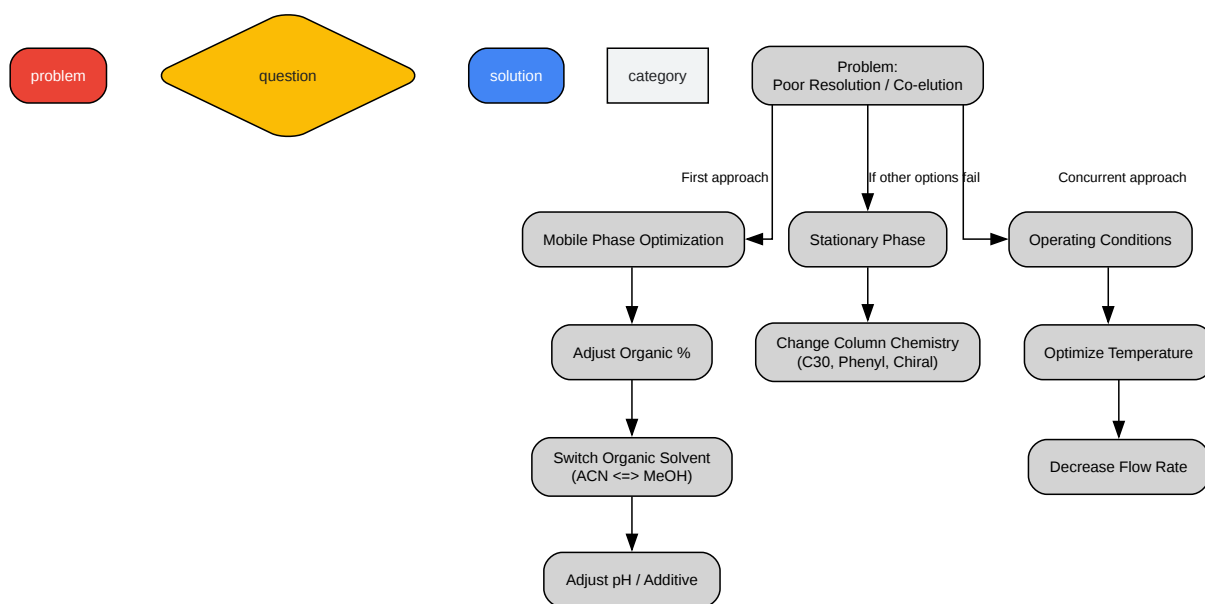 problem
question
solution
category
Problem:
Poor Resolution / Co-elution
First approach
If other options fail
Concurrent approach
Mobile Phase Optimization
Stationary Phase
Operating Conditions
Adjust Organic %
Change Column Chemistry
(C30, Phenyl, Chiral)
Optimize Temperature
Switch Organic Solvent
(ACN <=> MeOH)
Decrease Flow Rate
Adjust pH / Additive